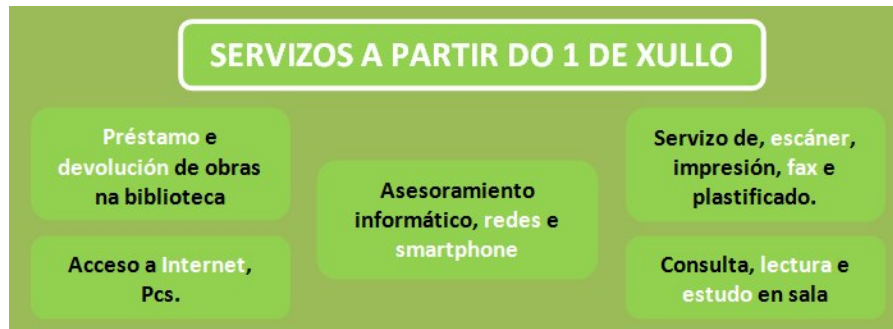 SERVIZOS A PARTIR DO 1 DE XULLO
Préstamo e
devolución de obras
na biblioteca
Acceso a Internet,
Pcs.
Asesoramiento
informático, redes e
smartphone
Servizo de, escáner,
impresión, fax e
plastificado.
Consulta, lectura e
estudo en sala